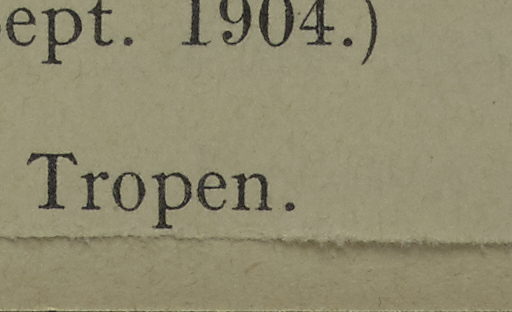 ept. 1904.)
Tropen.